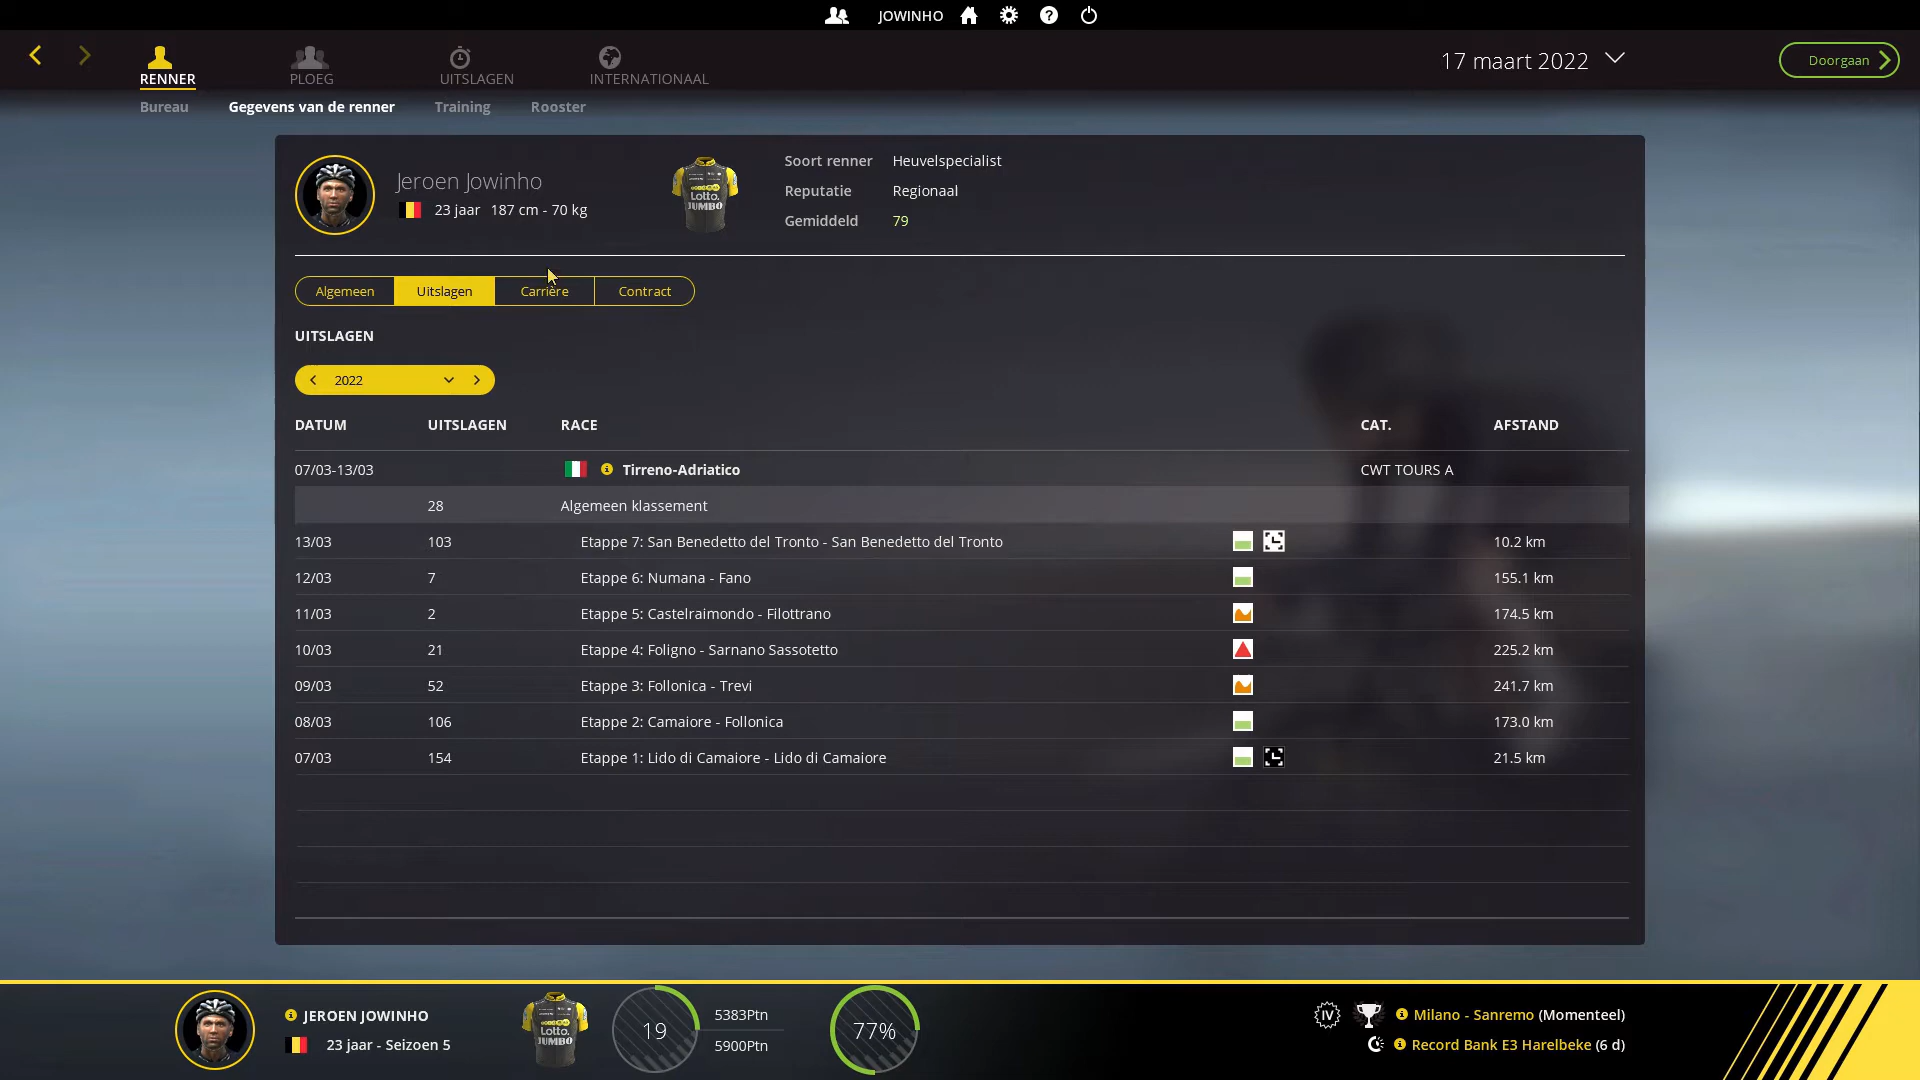 JOWINHO
RENNER
PLOEG
UITSLAGEN
INTERNATIONAAL
17 maart 2022
Doorgaan
Bureau
Gegevens van de renner
Training
Rooster
Jeroen Jowinho
23 jaar 187 cm - 70 kg
Lotto.
JUMBO
Soort renner Heuvelspecialist
Reputatie Regionaal
Gemiddeld 79
Algemeen Uitslagen Carrière Contract
UITSLAGEN
2022
DATUM UITSLAGEN RACE CAT. AFSTAND
07/03-13/03 Tirreno-Adriatico CWT TOURS A
28 Algemeen klassement
13/03 103 Etappe 7: San Benedetto del Tronto - San Benedetto del Tronto 10.2 km
12/03 7 Etappe 6: Numana - Fano 155.1 km
11/03 2 Etappe 5: Castelraimondo - Filottrano 174.5 km
10/03 21 Etappe 4: Foligno - Sarnano Sassotetto 225.2 km
09/03 52 Etappe 3: Follonica - Trevi 241.7 km
08/03 106 Etappe 2: Camaiore - Follonica 173.0 km
07/03 154 Etappe 1: Lido di Camaiore - Lido di Camaiore 21.5 km
JEROEN JOWINHO
23 jaar - Seizoen 5
Lotto.
JUMBO
19
5383Ptn
5900Ptn
77%
IV Milano - Sanremo (Momenteel)
Record Bank E3 Harelbeke (6 d)